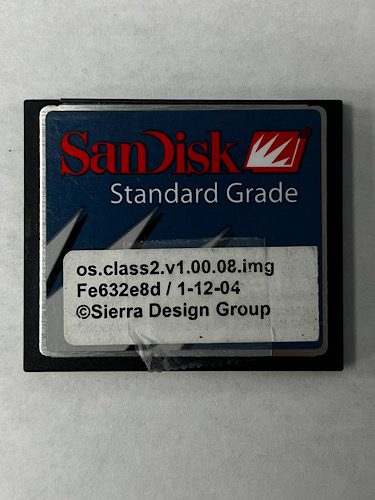 SanDisk®
Standard Grade
os.class2.v1.00.08.img
Fe632e8d / 1-12-04
©Sierra Design Group